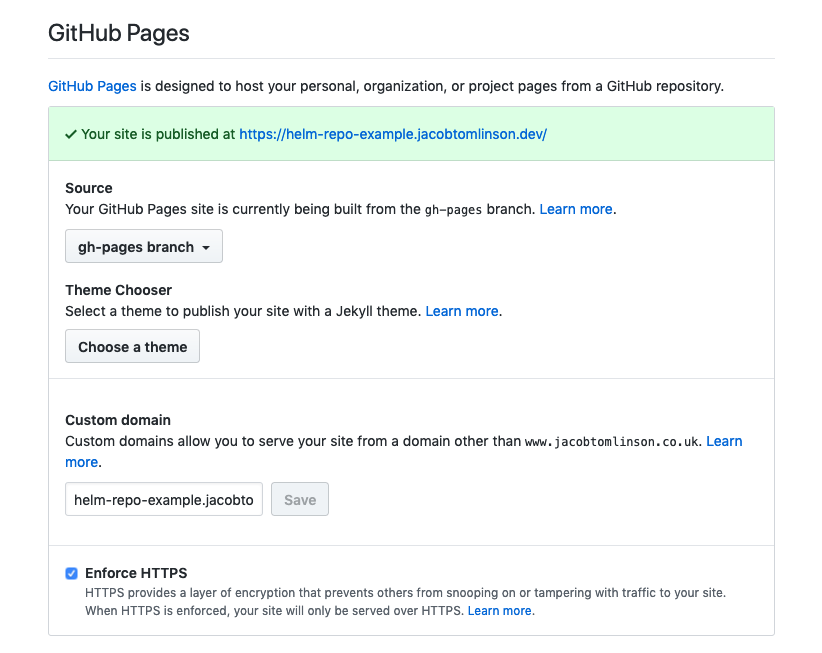 GitHub Pages
GitHub Pages is designed to host your personal, organization, or project pages from a GitHub repository.
Your site is published at https://helm-repo-example.jacobtomlinson.dev/
Source
Your GitHub Pages site is currently being built from the gh-pages branch. Learn more.
gh-pages branch
Theme Chooser
Select a theme to publish your site with a Jekyll theme. Learn more.
Choose a theme
Custom domain
Custom domains allow you to serve your site from a domain other than www.jacobtomlinson.co.uk. Learn
more.
helm-repo-example.jacobto
Save
Enforce HTTPS
HTTPS provides a layer of encryption that prevents others from snooping on or tampering with traffic to your site.
When HTTPS is enforced, your site will only be served over HTTPS. Learn more.